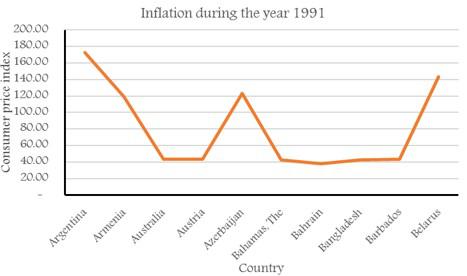 Inflation during the year 1991
Consumer price index
200.00
180.00
160.00
140.00
120.00
100.00
80.00
60.00
40.00
20.00
-
Argentina
Armenia
Australia
Austria
Azerbaijan
Bahamas, The
Bahrain
Bangladesh
Barbados
Belarus
Country